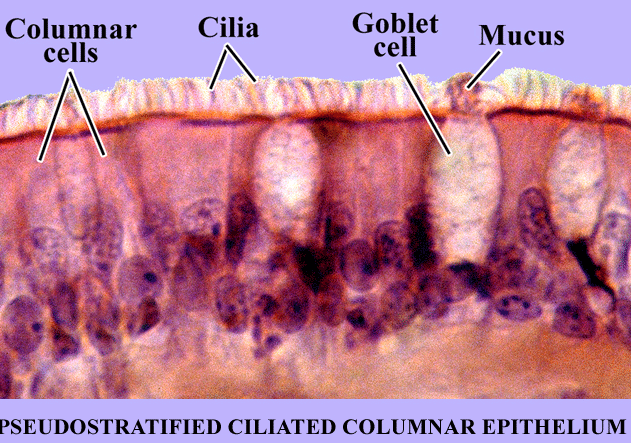 Columnar
cells
Cilia
Goblet
cell
Mucus
PSEUDOSTRATIFIED CILIATED COLUMNAR EPITHELIUM